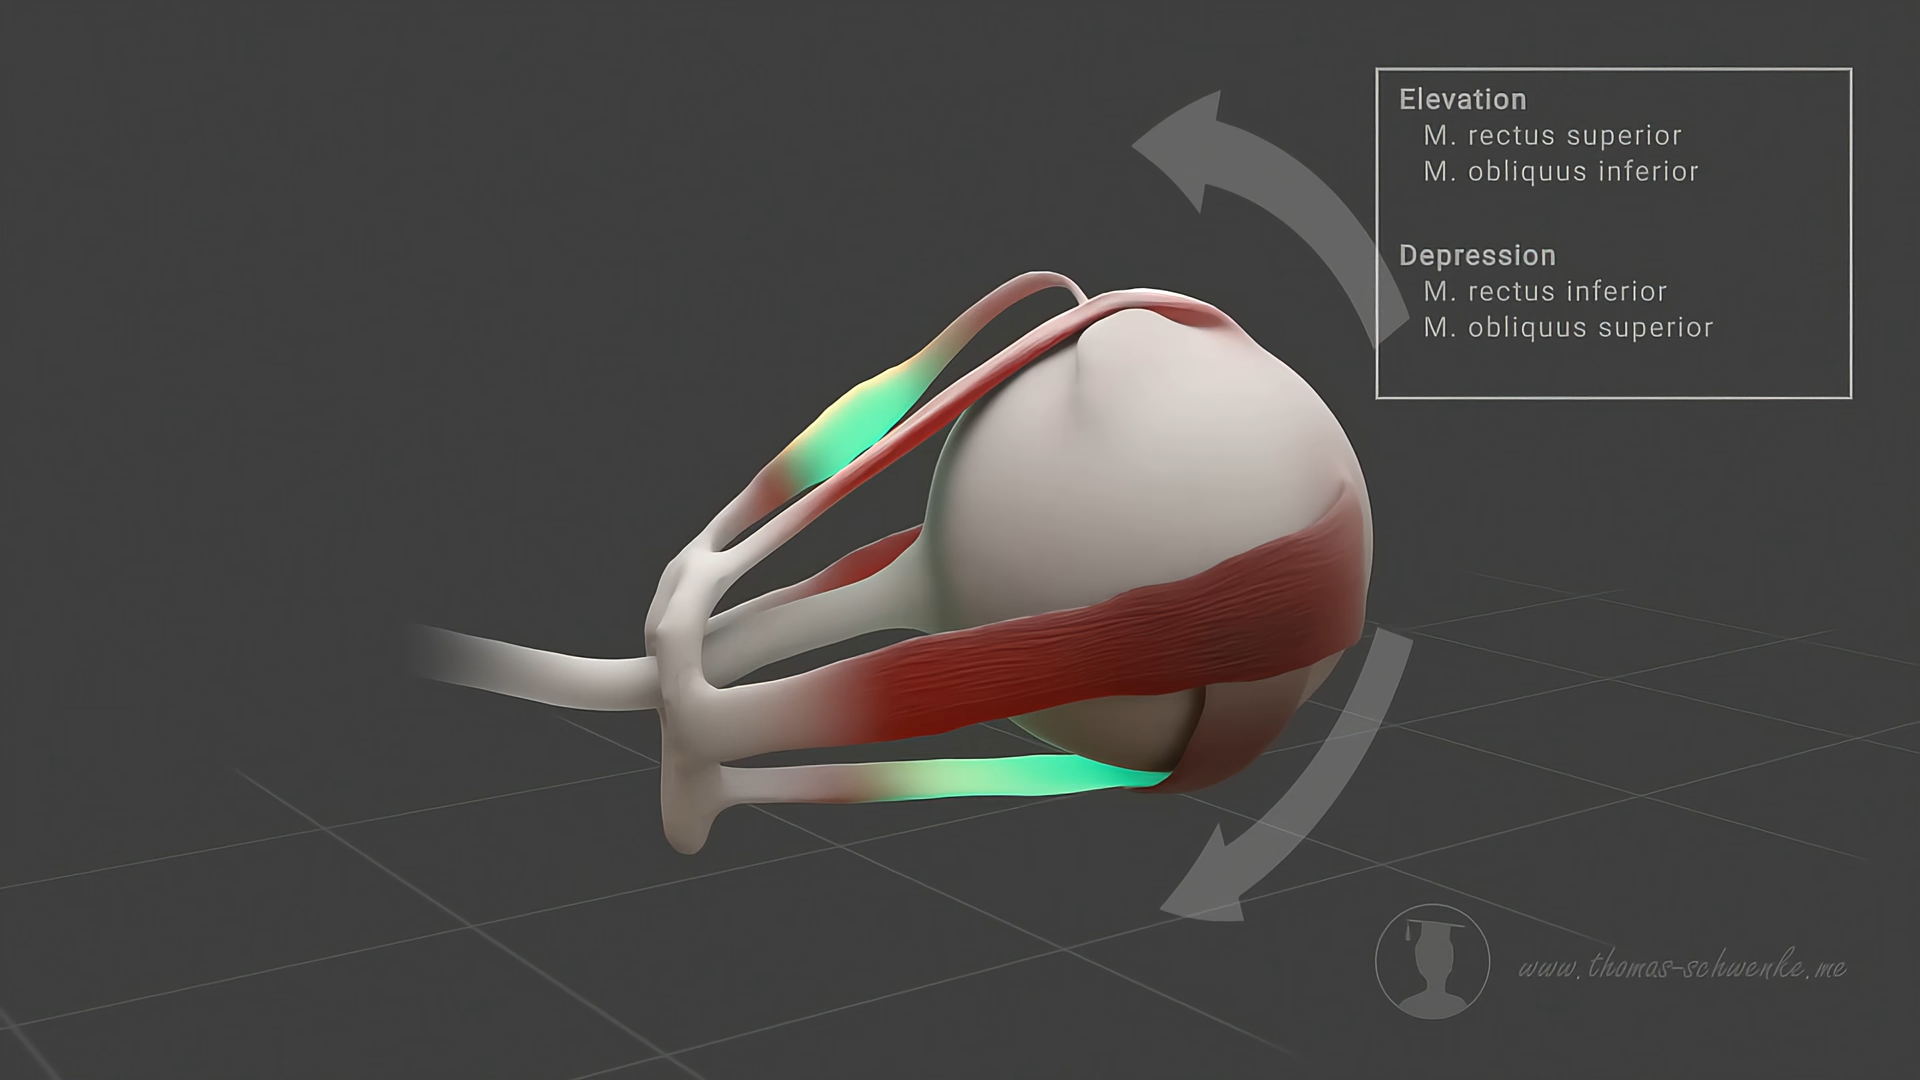 Elevation
M. rectus superior
M. obliquus inferior
Depression
M. rectus inferior
M. obliquus superior
www.thomas-schwenke.me